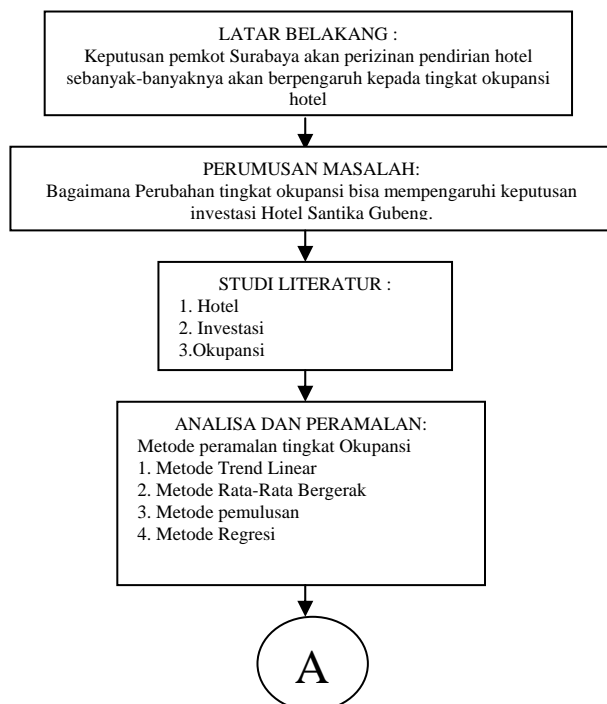 LATAR BELAKANG :
Keputusan pemkot Surabaya akan perizinan pendirian hotel
sebanyak-banyaknya akan berpengaruh kepada tingkat okupansi
hotel
PERUMUSAN MASALAH:
Bagaimana Perubahan tingkat okupansi bisa mempengaruhi keputusan
investasi Hotel Santika Gubeng.
STUDI LITERATUR :
1. Hotel
2. Investasi
3.Okupansi
ANALISA DAN PERAMALAN:
Metode peramalan tingkat Okupansi
1. Metode Trend Linear
2. Metode Rata-Rata Bergerak
3. Metode pemulusan
4. Metode Regresi
A